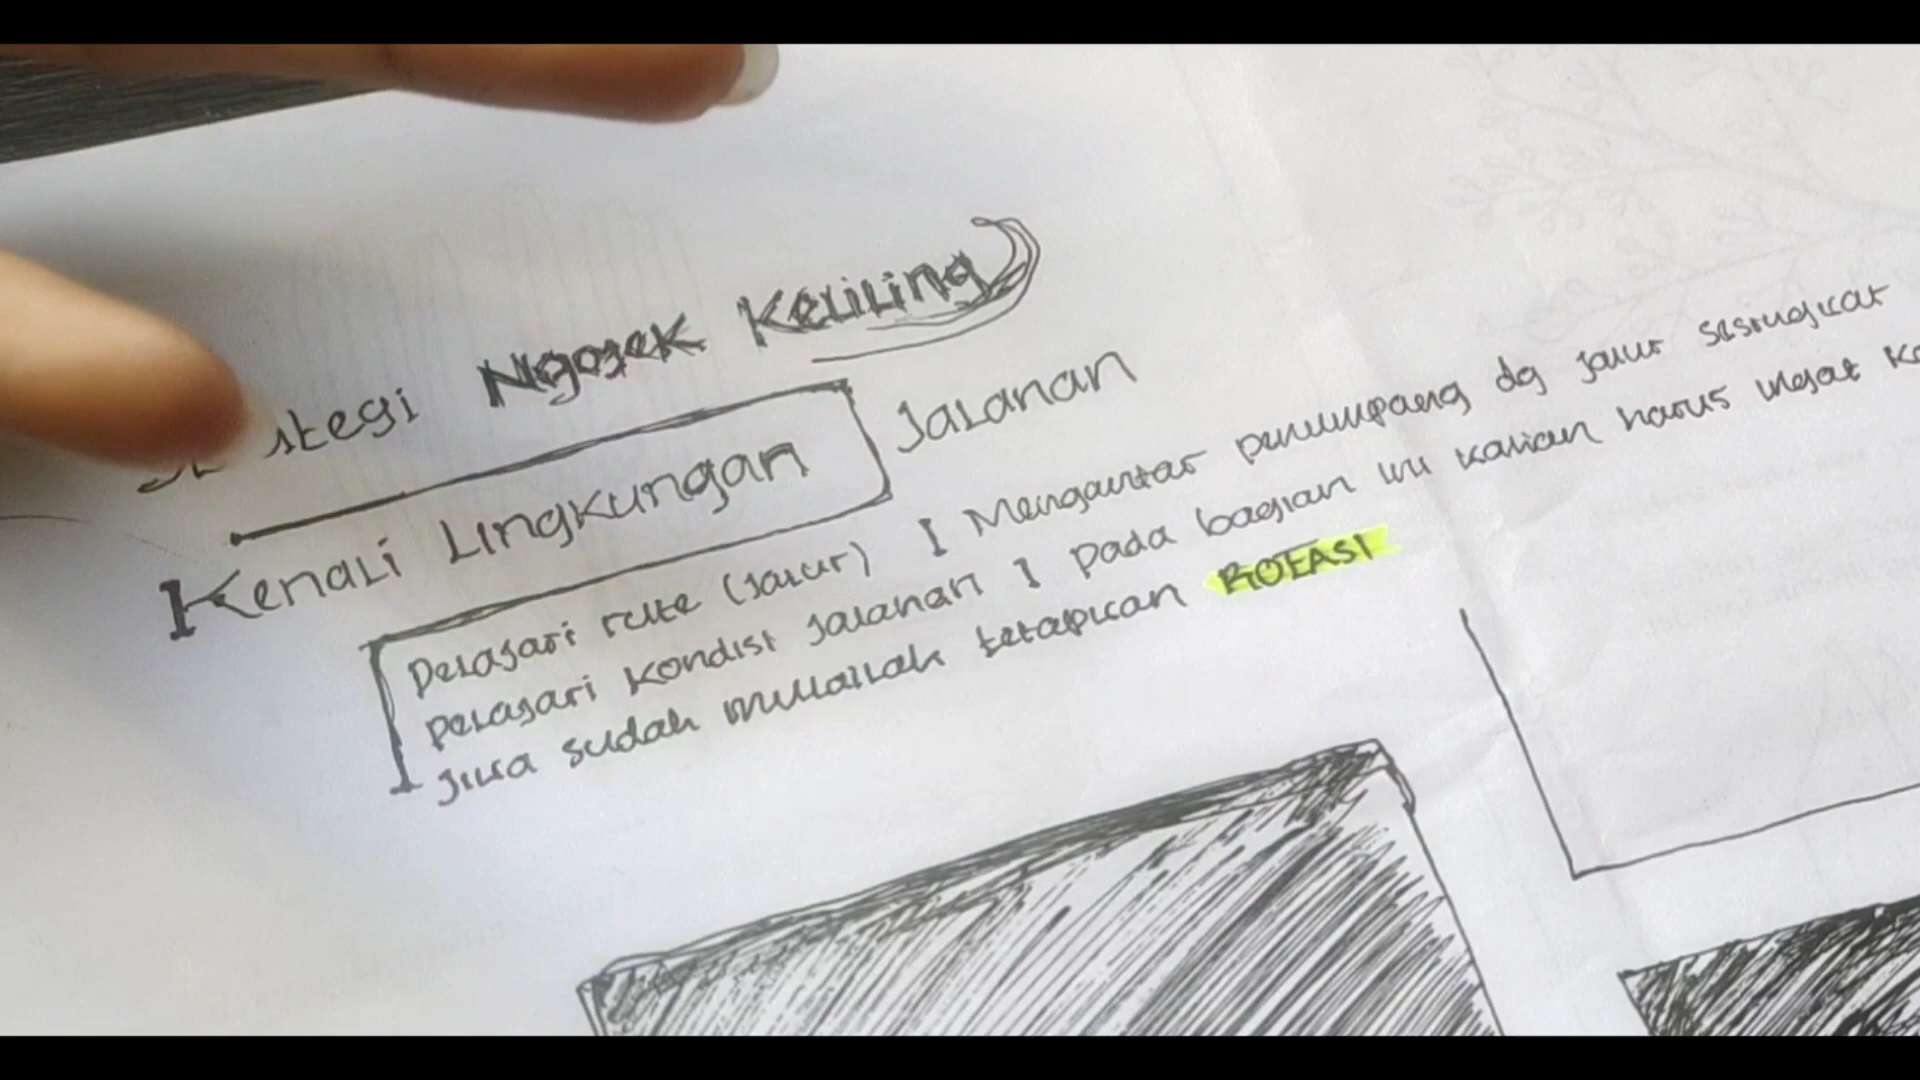 Strategi Ngojek Keliling
Kenali Lingkungan Jalanan
Pelajari rute (jalur) I Mengantar penumpang dg jalur sesingkat
pelajari kondisi jalanan I pada bagian ini kalian harus ingat
jika sudah mulailah tetapkan ROTASI